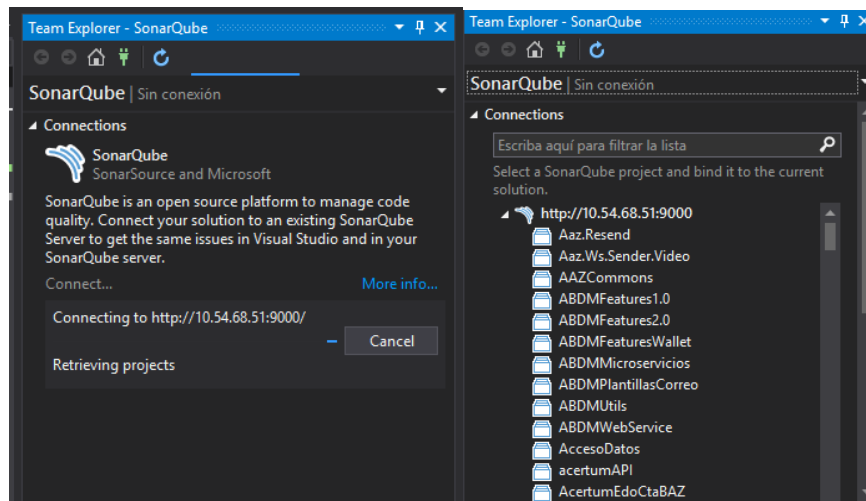 Team Explorer - SonarQube
SonarQube | Sin conexión
Connections
SonarQube
SonarSource and Microsoft
SonarQube is an open source platform to manage code
quality. Connect your solution to an existing SonarQube
Server to get the same issues in Visual Studio and in your
SonarQube server.
Connect...
More info...
Connecting to http://10.54.68.51:9000/
Cancel
Retrieving projects
Team Explorer - SonarQube
SonarQube | Sin conexión
Connections
Escriba aquí para filtrar la lista
Select a SonarQube project and bind it to the current
solution.
http://10.54.68.51:9000
Aaz.Resend
Aaz.Ws.Sender.Video
AAZCommons
ABDMFeatures1.0
ABDMFeatures2.0
ABDMFeaturesWallet
ABDMMicroservicios
ABDMPlantillasCorreo
ABDMUtils
ABDMWebService
AccesoDatos
acertumAPI
AcertumEdoCtaBAZ